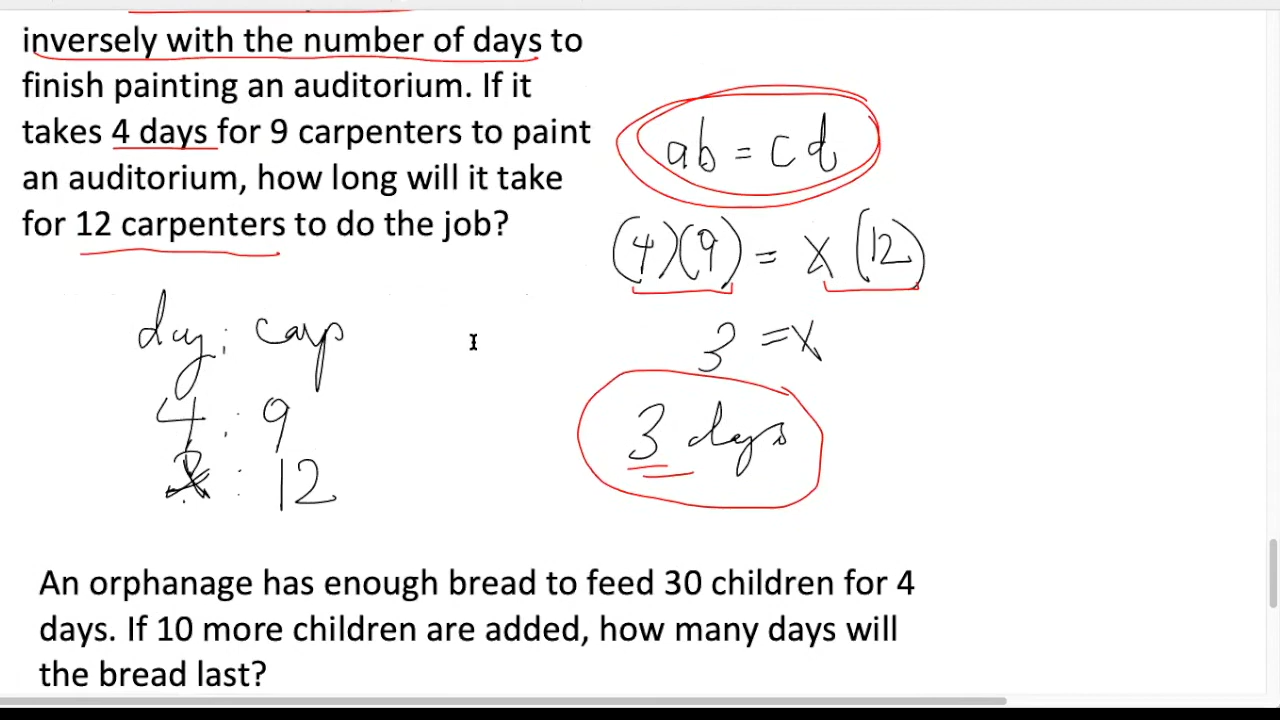 inversely with the number of days to
finish painting an auditorium. If it
takes 4 days for 9 carpenters to paint
an auditorium, how long will it take
for 12 carpenters to do the job?
ab = cd
(4)(9) = x (12)
3 = x
3 days
day : carp
4 : 9
: 12
An orphanage has enough bread to feed 30 children for 4
days. If 10 more children are added, how many days will
the bread last?